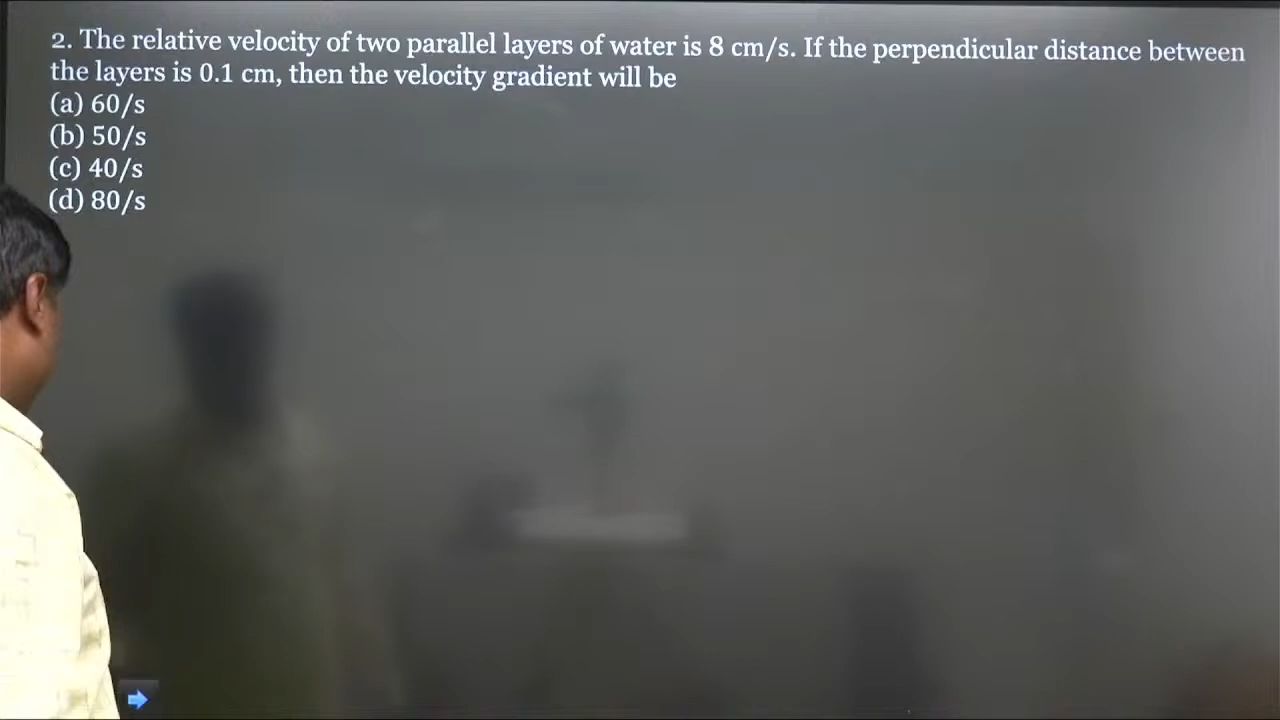 2. The relative velocity of two parallel layers of water is 8 cm/s. If the perpendicular distance between
the layers is 0.1 cm, then the velocity gradient will be
(a) 60/s
(b) 50/s
(c) 40/s
(d) 80/s